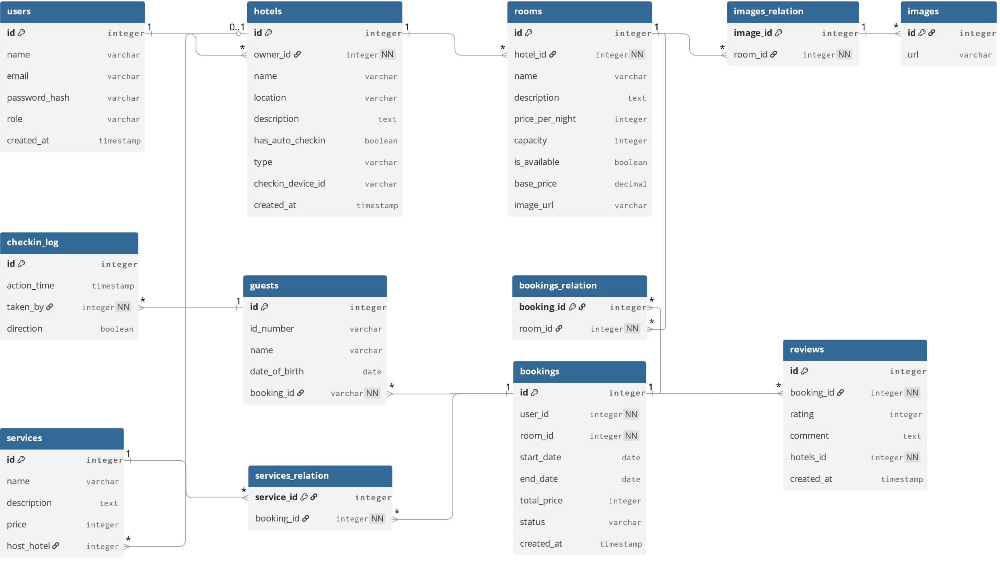 users
1
id integer
name varchar
email varchar
password_hash varchar
role varchar
created_at timestamp
hotels
0..1
1
id integer
*
owner_id integer NN
name varchar
location varchar
description text
has_auto_checkin boolean
type varchar
checkin_device_id varchar
created_at timestamp
rooms
1
id integer
*
hotel_id integer NN
name varchar
description text
price_per_night integer
capacity integer
is_available boolean
base_price decimal
image_url varchar
images_relation
1
image_id integer
*
room_id integer NN
images
*
id integer
url varchar
checkin_log
id integer
action_time timestamp
*
taken_by integer NN
direction boolean
guests
1
id integer
id_number varchar
name varchar
date_of_birth date
*
booking_id varchar NN
bookings_relation
*
booking_id integer
*
room_id integer NN
bookings
1
1
id integer
user_id integer NN
room_id integer NN
start_date date
end_date date
total_price integer
status varchar
created_at timestamp
reviews
id integer
*
booking_id integer NN
rating integer
comment text
hotels_id integer NN
created_at timestamp
services
1
id integer
name varchar
description text
price integer
*
host_hotel integer
services_relation
*
service_id integer
*
booking_id integer NN